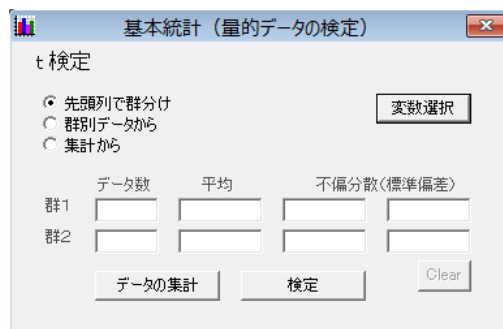 基本統計（量的データの検定）
t 検定
先頭列で群分け
群別データから
集計から
変数選択
データ数 平均 不偏分散(標準偏差)
群1
群2
データの集計 検定 Clear